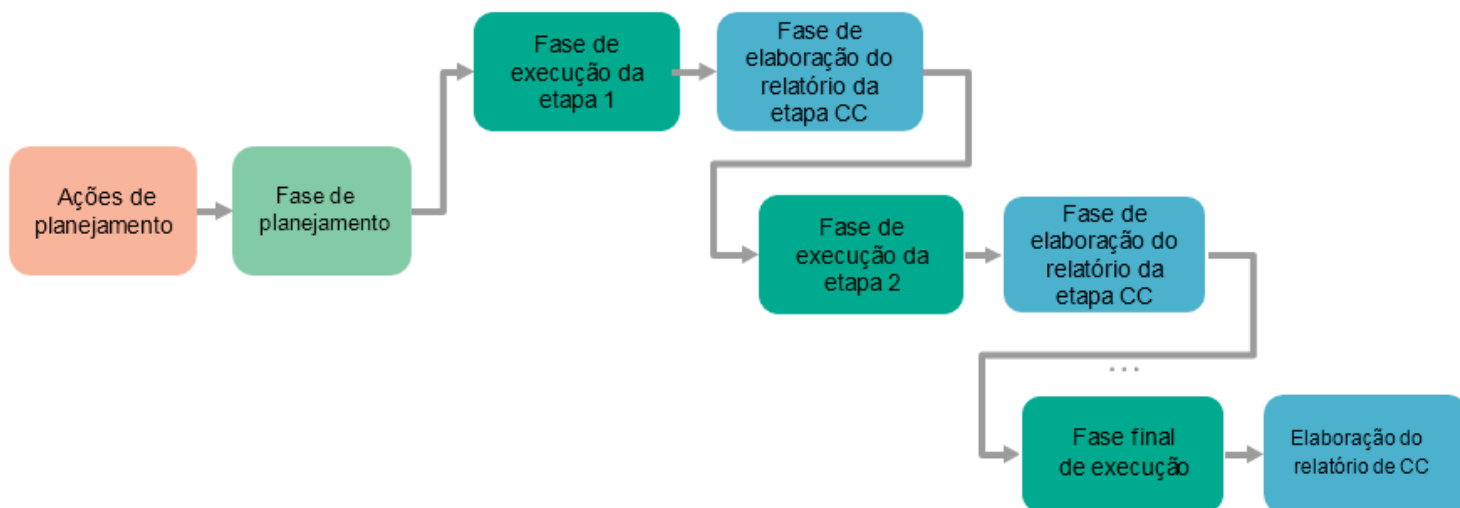 Ações de
planejamento
Fase de
planejamento
Fase de
execução da
etapa 1
Fase de
elaboração do
relatório da
etapa CC
Fase de
execução da
etapa 2
Fase de
elaboração do
relatório da
etapa CC
...
Fase final
de execução
Elaboração do
relatório de CC